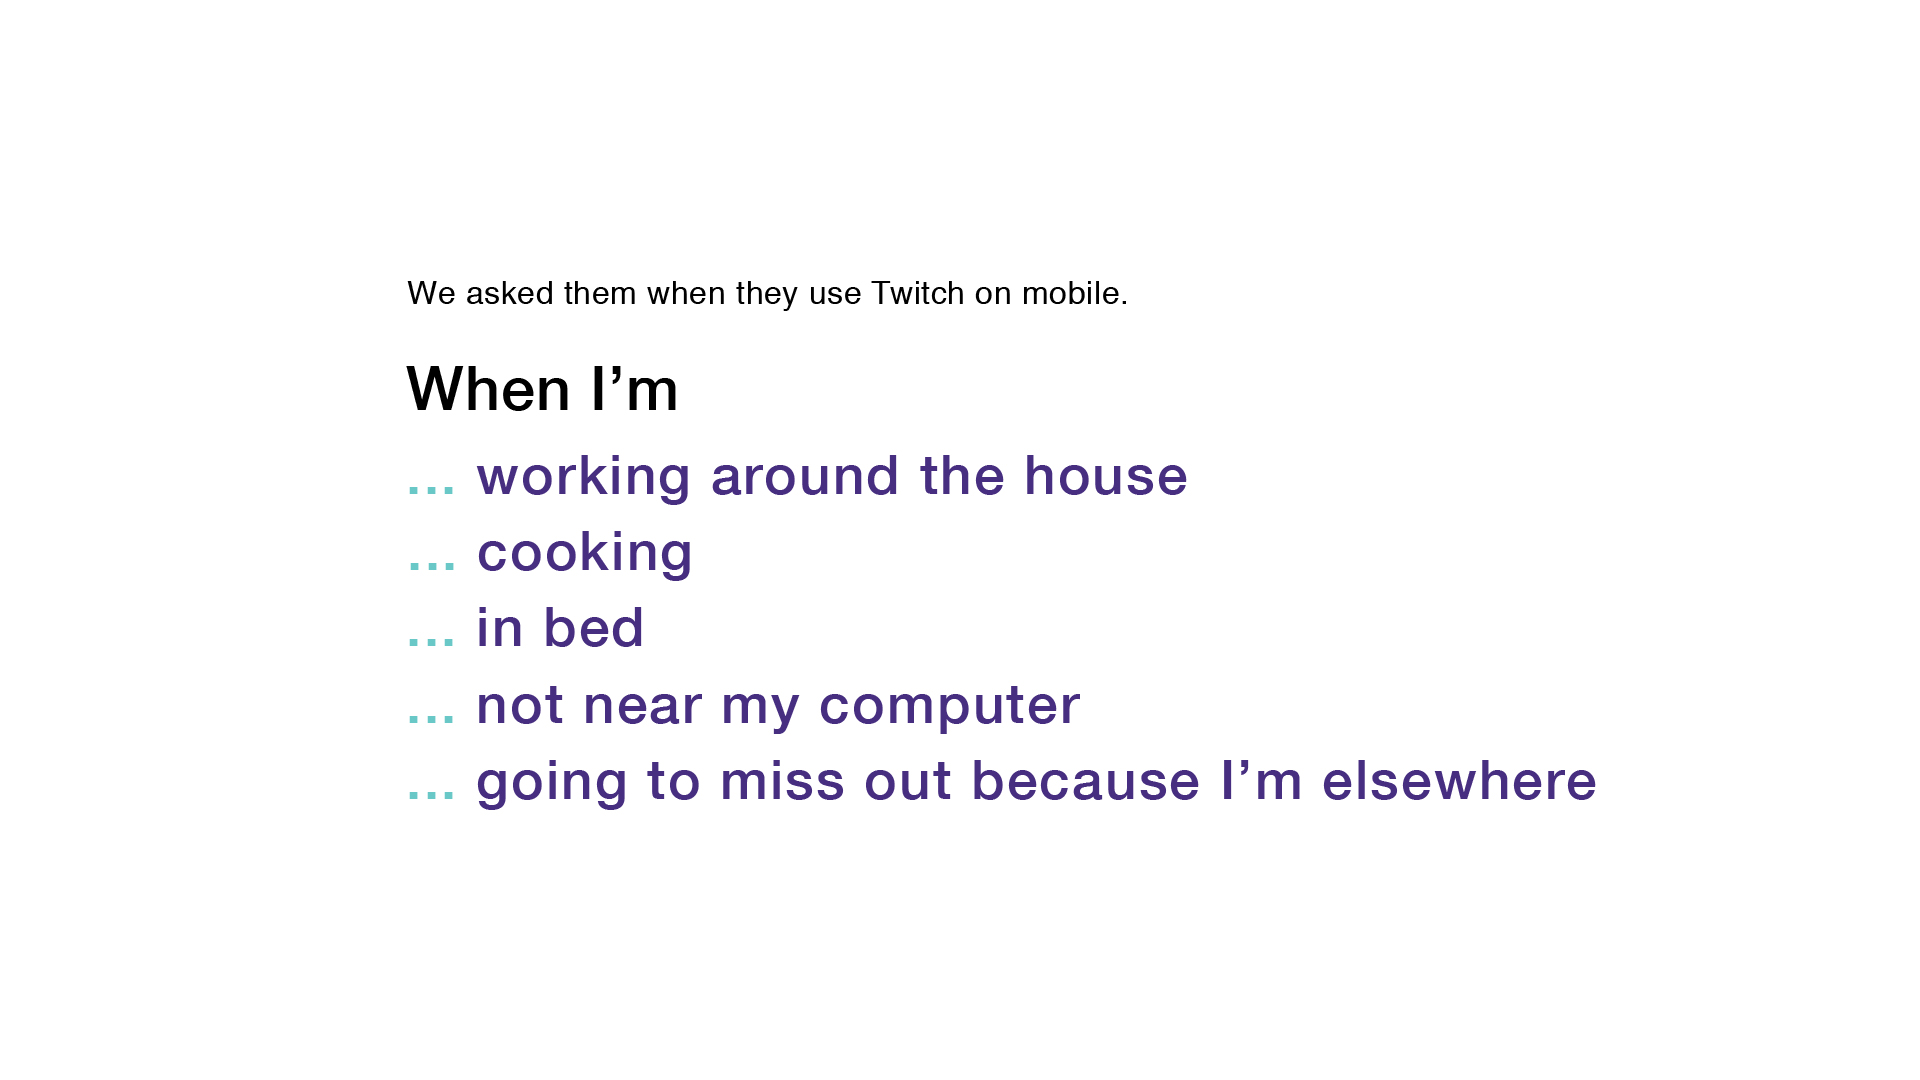 We asked them when they use Twitch on mobile.
When I’m
... working around the house
... cooking
... in bed
... not near my computer
... going to miss out because I’m elsewhere